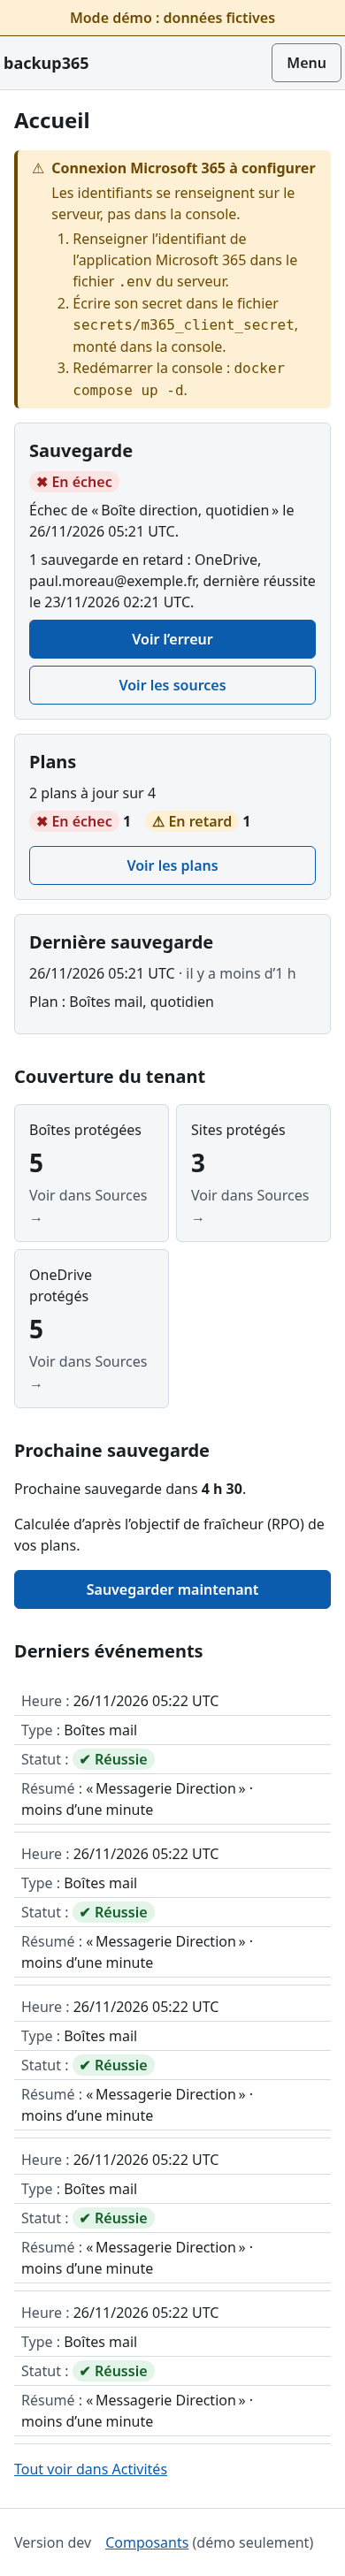 Mode démo : données fictives
backup365
Menu
Accueil
⚠ Connexion Microsoft 365 à configurer
Les identifiants se renseignent sur le
serveur, pas dans la console.
1. Renseigner l’identifiant de
l’application Microsoft 365 dans le
fichier .env du serveur.
2. Écrire son secret dans le fichier
secrets/m365_client_secret,
monté dans la console.
3. Redémarrer la console : docker
compose up -d.
Sauvegarde
✖ En échec
Échec de « Boîte direction, quotidien » le
26/11/2026 05:21 UTC.
1 sauvegarde en retard : OneDrive,
paul.moreau@exemple.fr, dernière réussite
le 23/11/2026 02:21 UTC.
Voir l’erreur
Voir les sources
Plans
2 plans à jour sur 4
✖ En échec 1 ⚠ En retard 1
Voir les plans
Dernière sauvegarde
26/11/2026 05:21 UTC · il y a moins d’1 h
Plan : Boîtes mail, quotidien
Couverture du tenant
Boîtes protégées
5
Voir dans Sources
→
Sites protégés
3
Voir dans Sources
→
OneDrive
protégés
5
Voir dans Sources
→
Prochaine sauvegarde
Prochaine sauvegarde dans 4 h 30.
Calculée d’après l’objectif de fraîcheur (RPO) de
vos plans.
Sauvegarder maintenant
Derniers événements
Heure : 26/11/2026 05:22 UTC
Type : Boîtes mail
Statut : ✔ Réussie
Résumé : « Messagerie Direction » ·
moins d’une minute
Heure : 26/11/2026 05:22 UTC
Type : Boîtes mail
Statut : ✔ Réussie
Résumé : « Messagerie Direction » ·
moins d’une minute
Heure : 26/11/2026 05:22 UTC
Type : Boîtes mail
Statut : ✔ Réussie
Résumé : « Messagerie Direction » ·
moins d’une minute
Heure : 26/11/2026 05:22 UTC
Type : Boîtes mail
Statut : ✔ Réussie
Résumé : « Messagerie Direction » ·
moins d’une minute
Heure : 26/11/2026 05:22 UTC
Type : Boîtes mail
Statut : ✔ Réussie
Résumé : « Messagerie Direction » ·
moins d’une minute
Tout voir dans Activités
Version dev Composants (démo seulement)